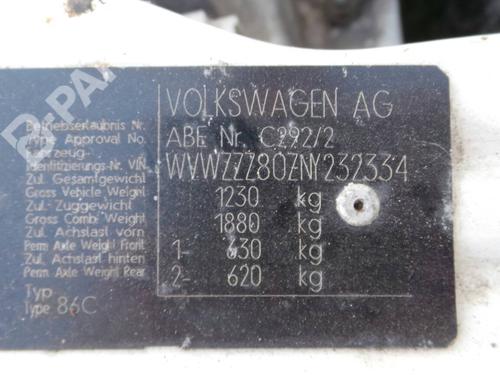 B-PARTS
VOLKSWAGEN AG
Betriebserlaubnis Nr.
Type Approval No. ABE Nr. C292/2
Fahrzeug-
Identifizierungs-Nr. VIN WVWZZZ80ZNY232334
Zul. Gesamtgewicht
Gross Vehicle Weight 1230 kg
Zul.-Zuggewicht
Gross Comb Weight 1880 kg
Zul. Achslast vorn
Perm Axle Weight Front 1- 630 kg
Zul. Achslast hinten
Perm. Axle Weight Rear 2- 620 kg
Typ
Type 86C